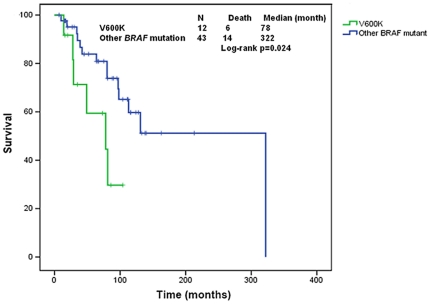 N Death Median (month)
V600K 12 6 78
Other BRAF mutation 43 14 322
Log-rank p=0.024
V600K
Other BRAF mutant
Survival
100
80
60
40
20
0
0 100 200 300 400
Time (months)